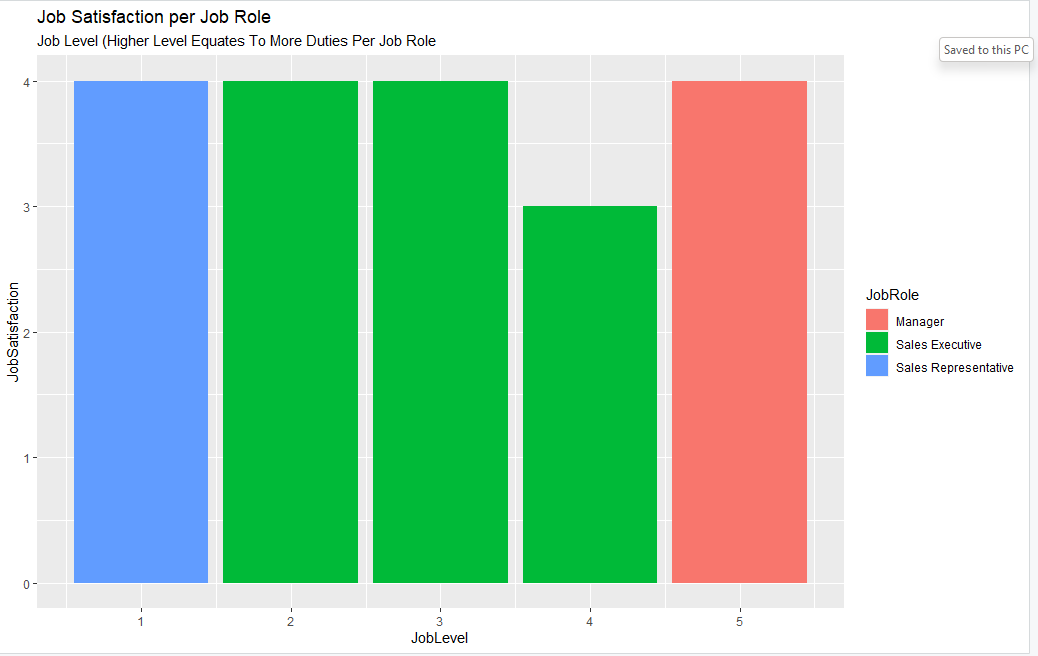 Job Satisfaction per Job Role
Job Level (Higher Level Equates To More Duties Per Job Role
Saved to this PC
4
3
2
1
0
JobSatisfaction
1 2 3 4 5
JobLevel
JobRole
Manager
Sales Executive
Sales Representative